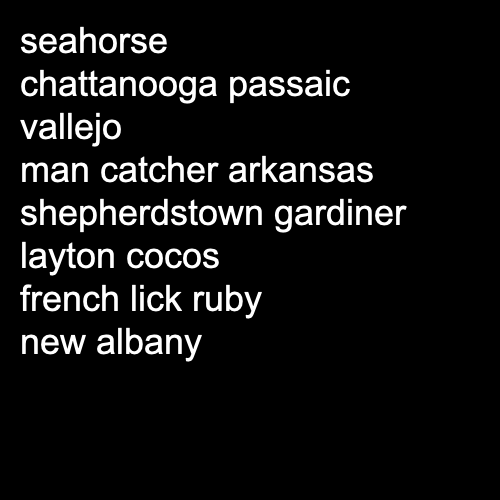 seahorse
chattanooga passaic
vallejo
man catcher arkansas
shepherdstown gardiner
layton cocos
french lick ruby
new albany